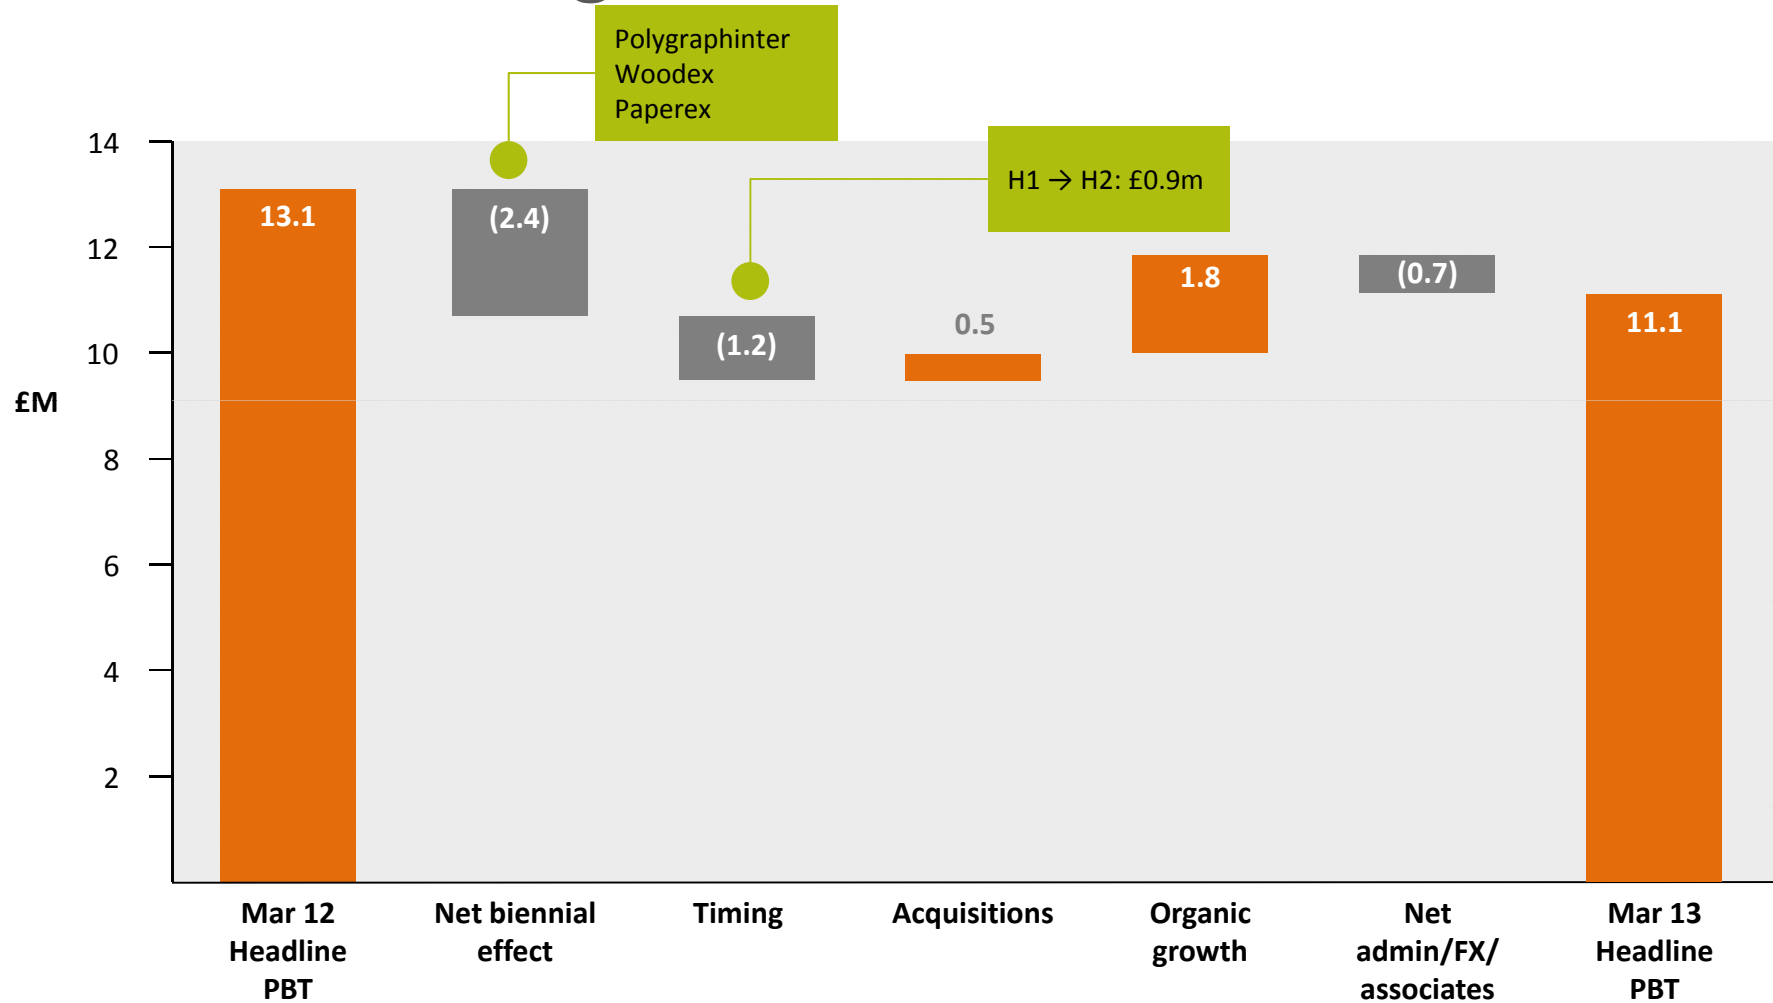 Polygraphinter
Woodex
Paperex
H1 → H2: £0.9m
14
12
10
8
6
4
2
£M
13.1
(2.4)
(1.2)
0.5
1.8
(0.7)
11.1
Mar 12
Headline
PBT
Net biennial
effect
Timing
Acquisitions
Organic
growth
Net
admin/FX/
associates
Mar 13
Headline
PBT